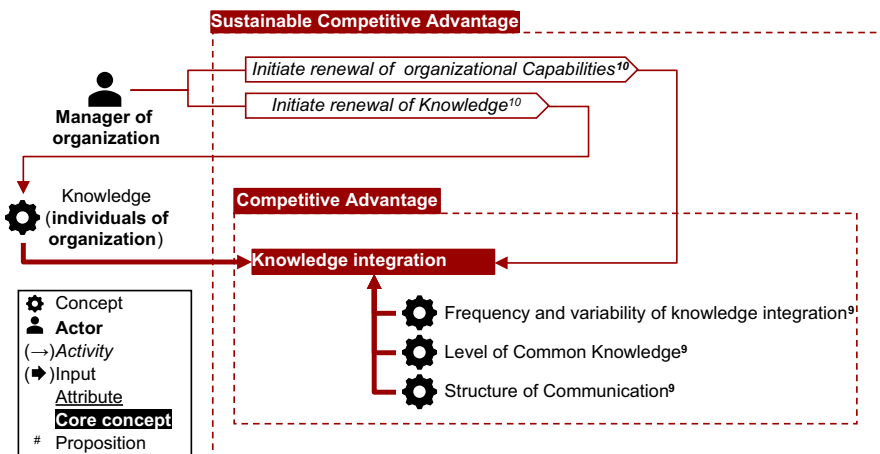 Sustainable Competitive Advantage
Initiate renewal of organizational Capabilities¹⁰
Initiate renewal of Knowledge¹⁰
Manager of
organization
Knowledge
(individuals of
organization)
Competitive Advantage
Knowledge integration
Frequency and variability of knowledge integration⁹
Level of Common Knowledge⁹
Structure of Communication⁹
Concept
Actor
(→)Activity
(➡)Input
Attribute
Core concept
# Proposition